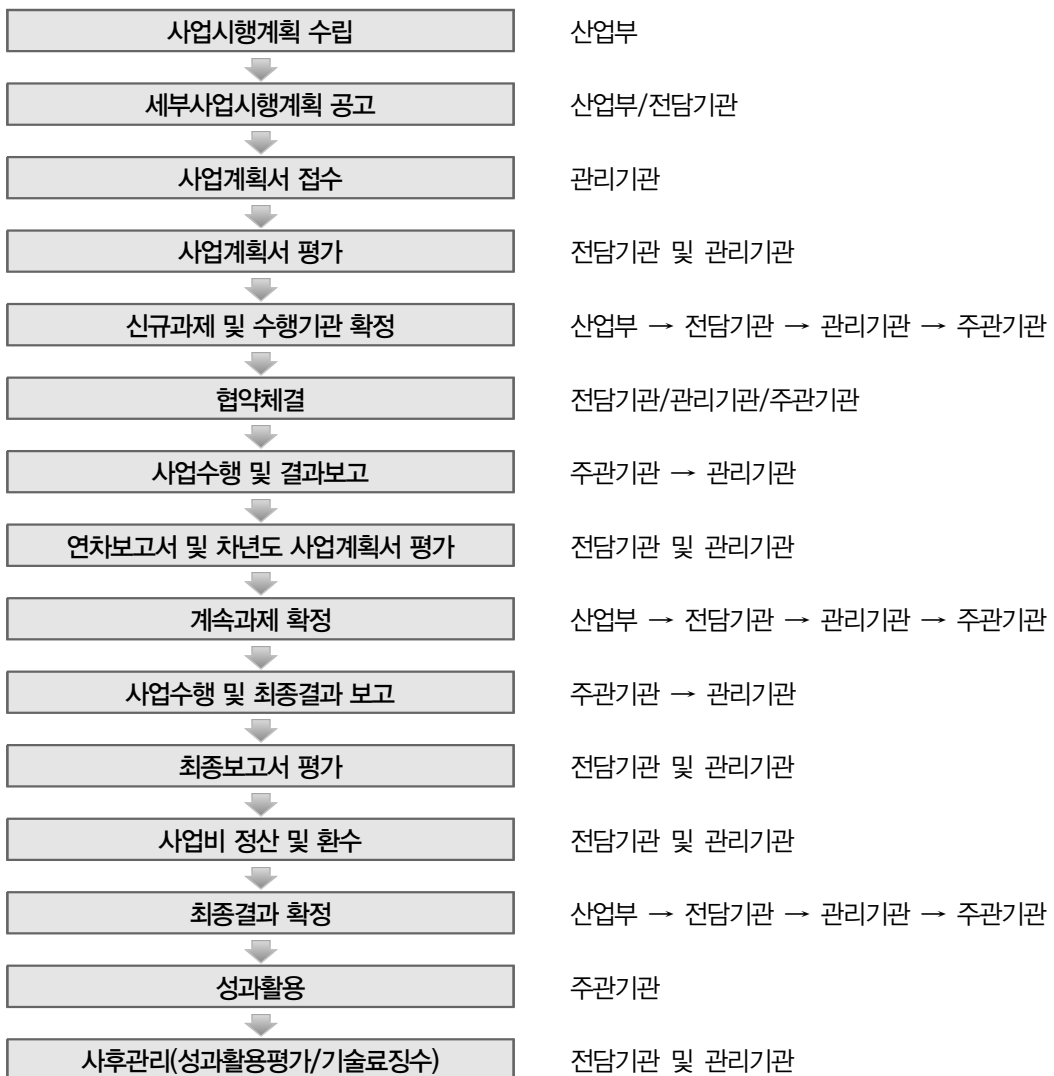 사업시행계획 수립 산업부
세부사업시행계획 공고 산업부/전담기관
사업계획서 접수 관리기관
사업계획서 평가 전담기관 및 관리기관
신규과제 및 수행기관 확정 산업부 → 전담기관 → 관리기관 → 주관기관
협약체결 전담기관/관리기관/주관기관
사업수행 및 결과보고 주관기관 → 관리기관
연차보고서 및 차년도 사업계획서 평가 전담기관 및 관리기관
계속과제 확정 산업부 → 전담기관 → 관리기관 → 주관기관
사업수행 및 최종결과 보고 주관기관 → 관리기관
최종보고서 평가 전담기관 및 관리기관
사업비 정산 및 환수 전담기관 및 관리기관
최종결과 확정 산업부 → 전담기관 → 관리기관 → 주관기관
성과활용 주관기관
사후관리(성과활용평가/기술료징수) 전담기관 및 관리기관